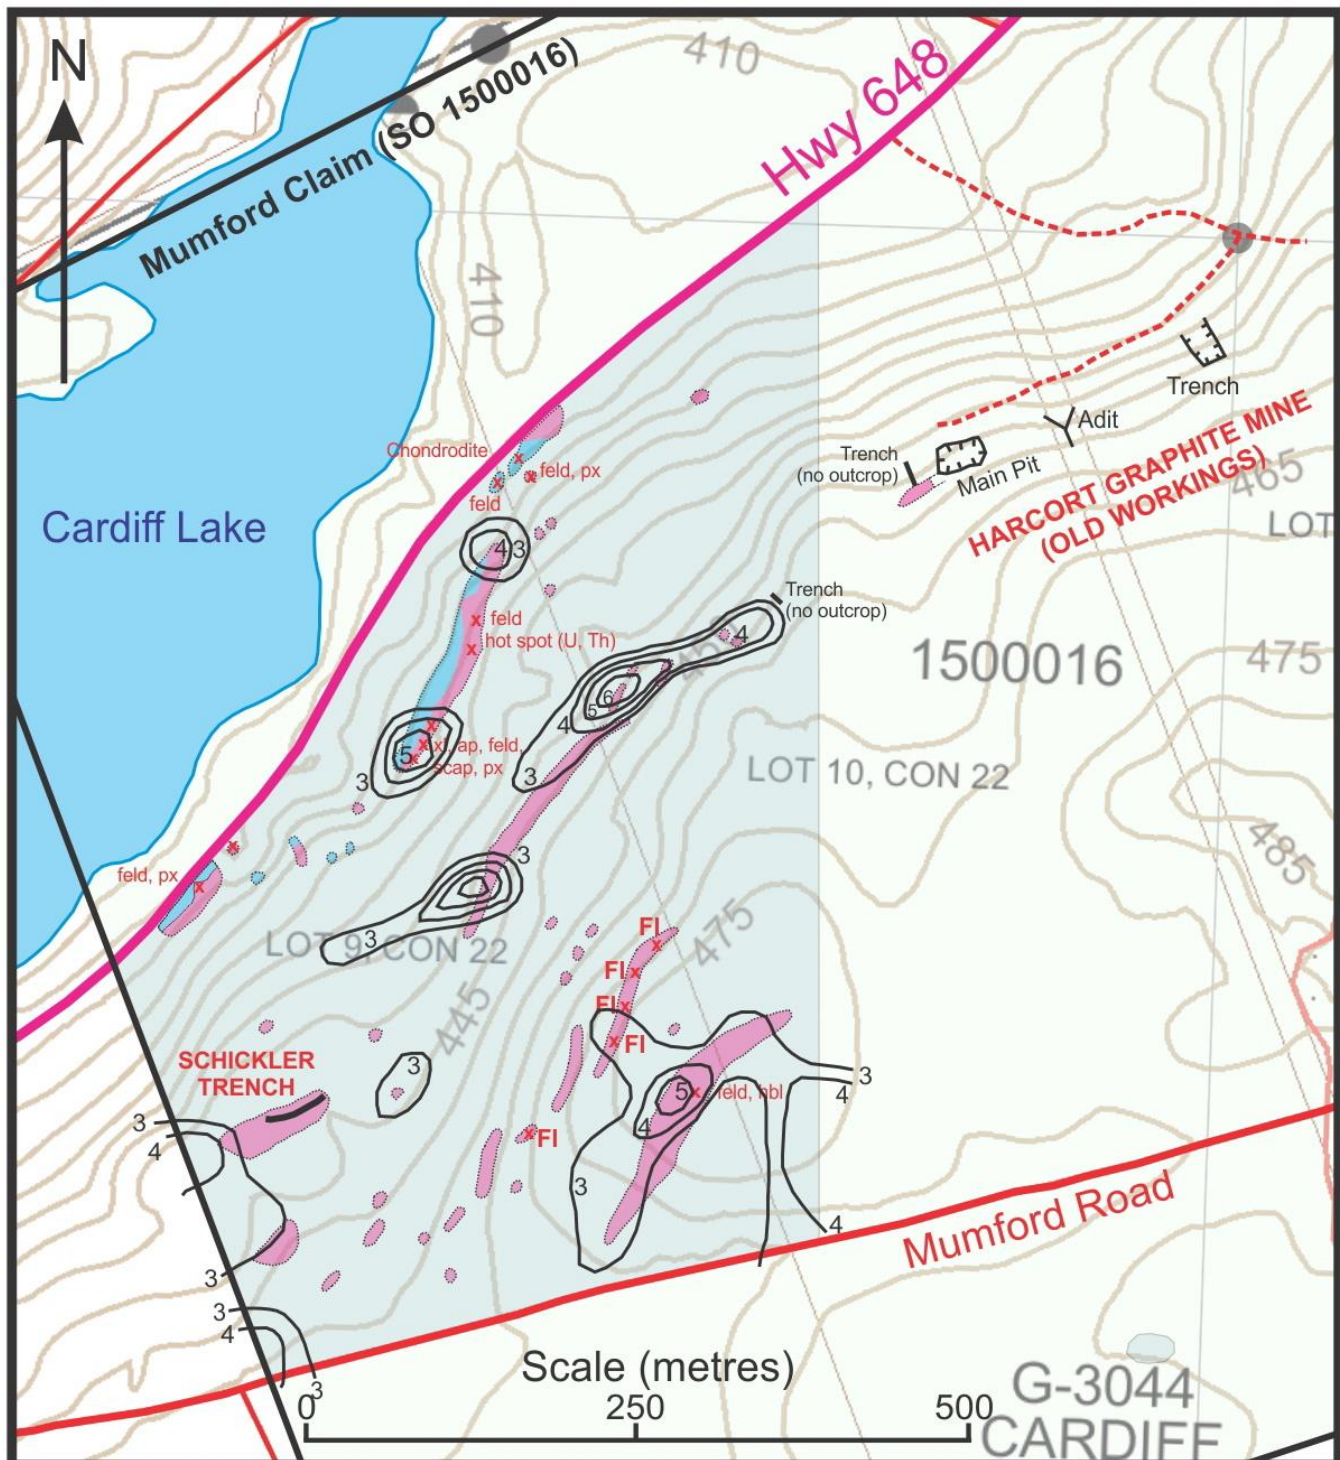 N
410
Mumford Claim (SO 1500016)
Hwy 648
410
Trench
Adit
Chondrodite
feld, px
feld
Trench
(no outcrop)
Main Pit
HARCORT GRAPHITE MINE
(OLD WORKINGS)
465
LOT
Cardiff Lake
4
3
Trench
(no outcrop)
feld
hot spot (U, Th)
4
1500016
475
6
5
4
5
ap, feld,
scap, px
3
3
LOT 10, CON 22
485
feld, px
3
3
LOT 9, CON 22
475
Fl
Fl
Fl
Fl
445
SCHICKLER
TRENCH
3
3
4
5
feld, hbl
4
3
4
Fl
3
4
3
3
4
3
Mumford Road
Scale (metres)
0
250
500
G-3044
CARDIFF